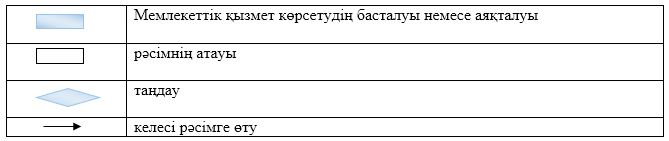 Мемлекеттік қызмет көрсетудің басталуы немесе аяқталуы
рәсімнің атауы
таңдау
келесі рәсімге өту